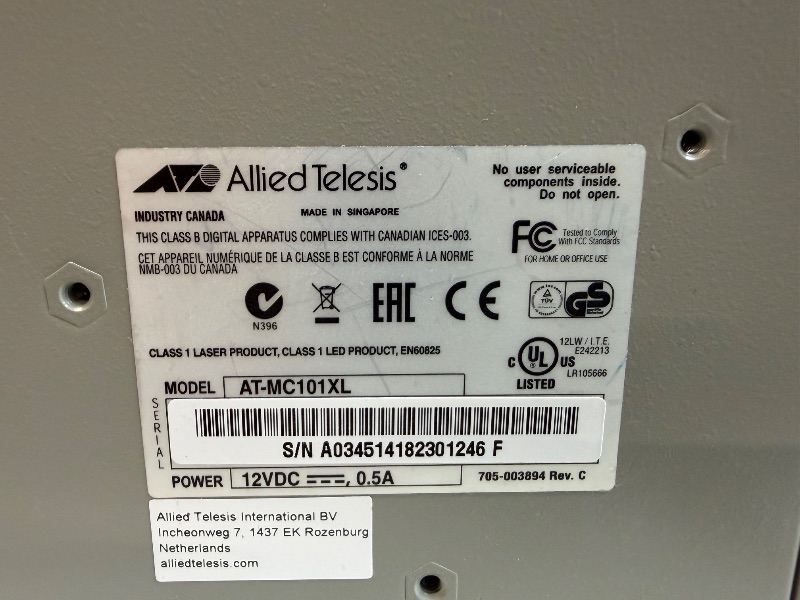 Allied Telesis®
No user serviceable
components inside.
Do not open.
INDUSTRY CANADA
MADE IN SINGAPORE
THIS CLASS B DIGITAL APPARATUS COMPLIES WITH CANADIAN ICES-003.
CET APPAREIL NUMÉRIQUE DE LA CLASSE B EST CONFORME À LA NORME
NMB-003 DU CANADA
FC Tested to Comply
With FCC Standards
FOR HOME OR OFFICE USE
N396
EAC
CE
TÜV
GS
CLASS 1 LASER PRODUCT, CLASS 1 LED PRODUCT, EN60825
C UL US
LISTED
12LW / I.T.E.
E242213
LR105666
MODEL AT-MC101XL
SERIAL
S/N A034514182301246 F
POWER 12VDC ⎓, 0.5A
705-003894 Rev. C
Allied Telesis International BV
Incheonweg 7, 1437 EK Rozenburg
Netherlands
alliedtelesis.com